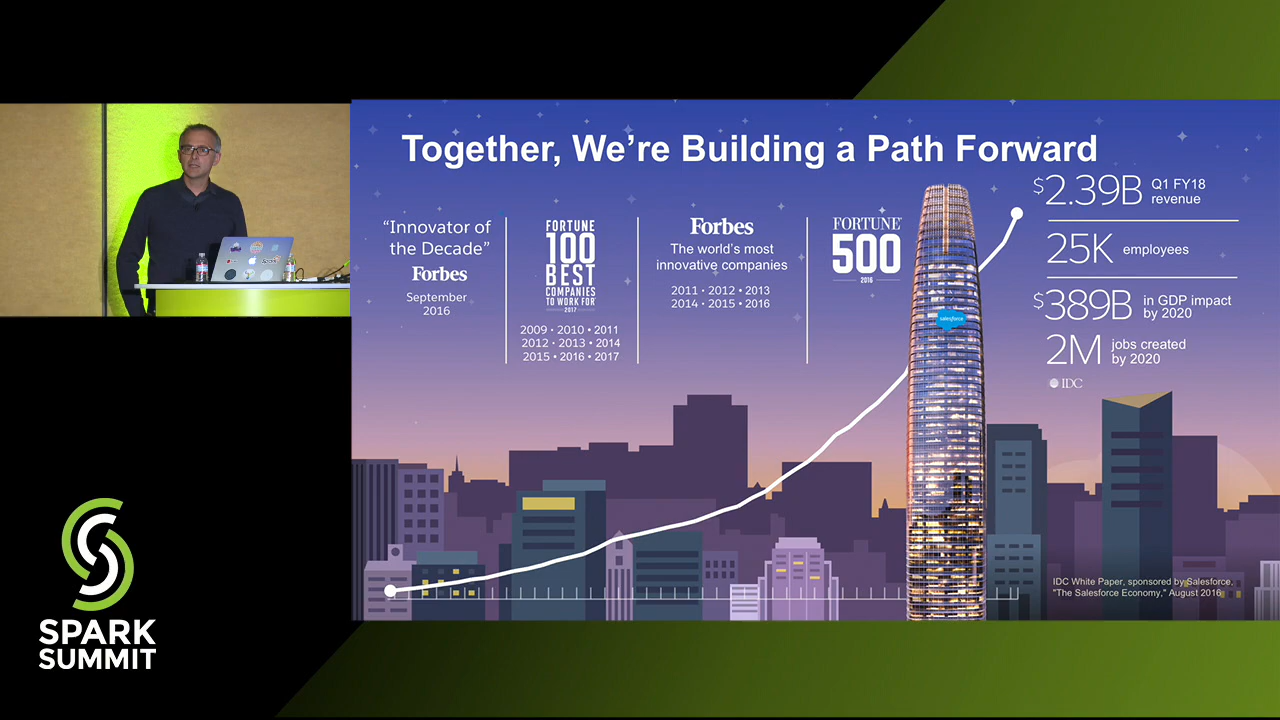 Together, We’re Building a Path Forward
“Innovator of
the Decade”
Forbes
September
2016
FORTUNE
100
BEST
COMPANIES
TO WORK FOR®
2017
2009 • 2010 • 2011
2012 • 2013 • 2014
2015 • 2016 • 2017
Forbes
The world’s most
innovative companies
2011 • 2012 • 2013
2014 • 2015 • 2016
FORTUNE®
500
2016
salesforce
$2.39B Q1 FY18
revenue
25K employees
$389B in GDP impact
by 2020
2M jobs created
by 2020
IDC
IDC White Paper, sponsored by Salesforce,
"The Salesforce Economy," August 2016
SPARK
SUMMIT